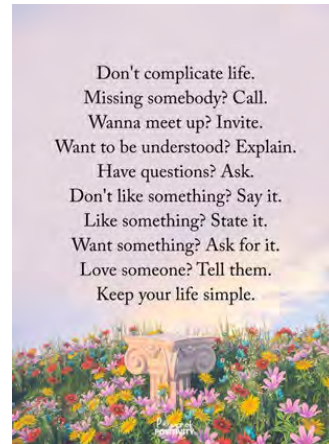 Don't complicate life.
Missing somebody? Call.
Wanna meet up? Invite.
Want to be understood? Explain.
Have questions? Ask.
Don't like something? Say it.
Like something? State it.
Want something? Ask for it.
Love someone? Tell them.
Keep your life simple.
POSITIVITY